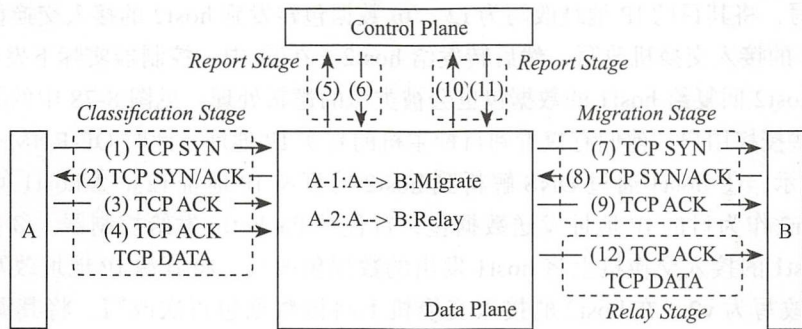 Control Plane
Report Stage
(5) (6)
(10) (11)
Report Stage
Classification Stage
Migration Stage
(1) TCP SYN
(2) TCP SYN/ACK
(3) TCP ACK
(4) TCP ACK
TCP DATA
A
A-1:A--> B:Migrate
A-2:A--> B:Relay
Data Plane
(7) TCP SYN
(8) TCP SYN/ACK
(9) TCP ACK
(12) TCP ACK
TCP DATA
Relay Stage
B